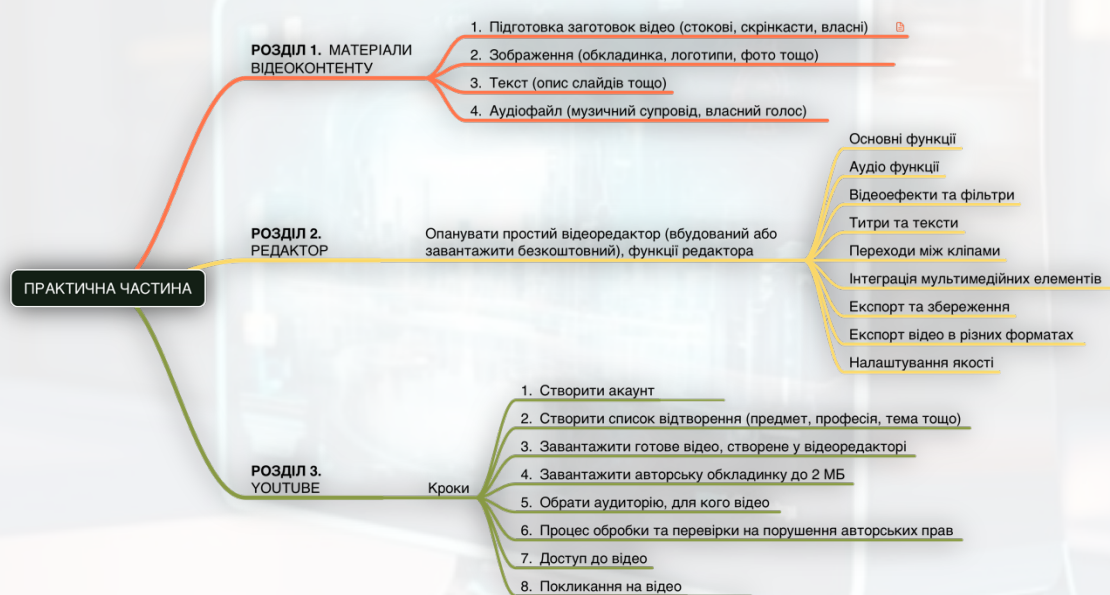 ПРАКТИЧНА ЧАСТИНА
РОЗДІЛ 1. МАТЕРІАЛИ
ВІДЕОКОНТЕНТУ
1. Підготовка заготовок відео (стокові, скрінкасти, власні)
2. Зображення (обкладинка, логотипи, фото тощо)
3. Текст (опис слайдів тощо)
4. Аудіофайл (музичний супровід, власний голос)
РОЗДІЛ 2.
РЕДАКТОР
Опанувати простий відеоредактор (вбудований або
завантажити безкоштовний), функції редактора
Основні функції
Аудіо функції
Відеоефекти та фільтри
Титри та тексти
Переходи між кліпами
Інтеграція мультимедійних елементів
Експорт та збереження
Експорт відео в різних форматах
Налаштування якості
РОЗДІЛ 3.
YOUTUBE
Кроки
1. Створити акаунт
2. Створити список відтворення (предмет, професія, тема тощо)
3. Завантажити готове відео, створене у відеоредакторі
4. Завантажити авторську обкладинку до 2 МБ
5. Обрати аудиторію, для кого відео
6. Процес обробки та перевірки на порушення авторських прав
7. Доступ до відео
8. Покликання на відео